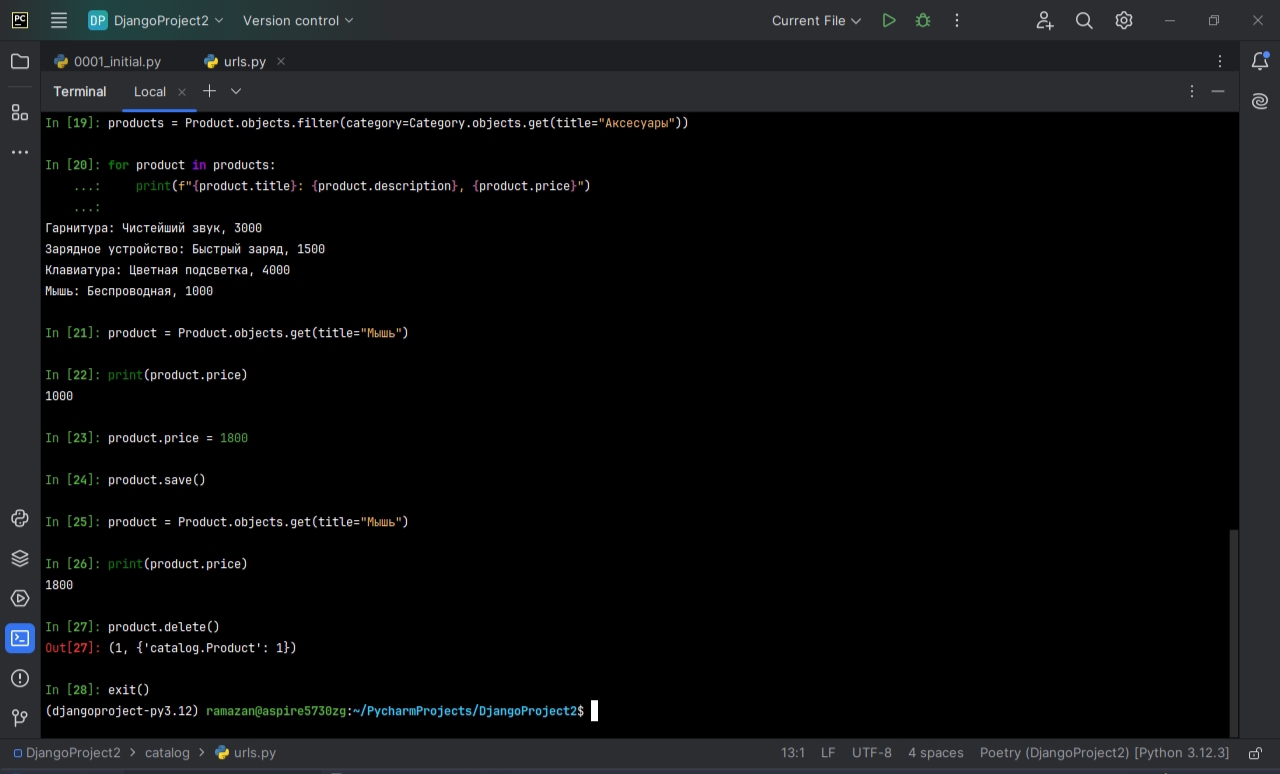 PC DP DjangoProject2 Version control Current File
0001_initial.py urls.py
Terminal Local
In [19]: products = Product.objects.filter(category=Category.objects.get(title="Аксесуары"))
In [20]: for product in products:
...: print(f"{product.title}: {product.description}, {product.price}")
...:
Гарнитура: Чистейший звук, 3000
Зарядное устройство: Быстрый заряд, 1500
Клавиатура: Цветная подсветка, 4000
Мышь: Беспроводная, 1000
In [21]: product = Product.objects.get(title="Мышь")
In [22]: print(product.price)
1000
In [23]: product.price = 1800
In [24]: product.save()
In [25]: product = Product.objects.get(title="Мышь")
In [26]: print(product.price)
1800
In [27]: product.delete()
Out[27]: (1, {'catalog.Product': 1})
In [28]: exit()
(djangoproject-py3.12) ramazan@aspire5730zg:~/PycharmProjects/DjangoProject2$
DjangoProject2 > catalog > urls.py 13:1 LF UTF-8 4 spaces Poetry (DjangoProject2) [Python 3.12.3]